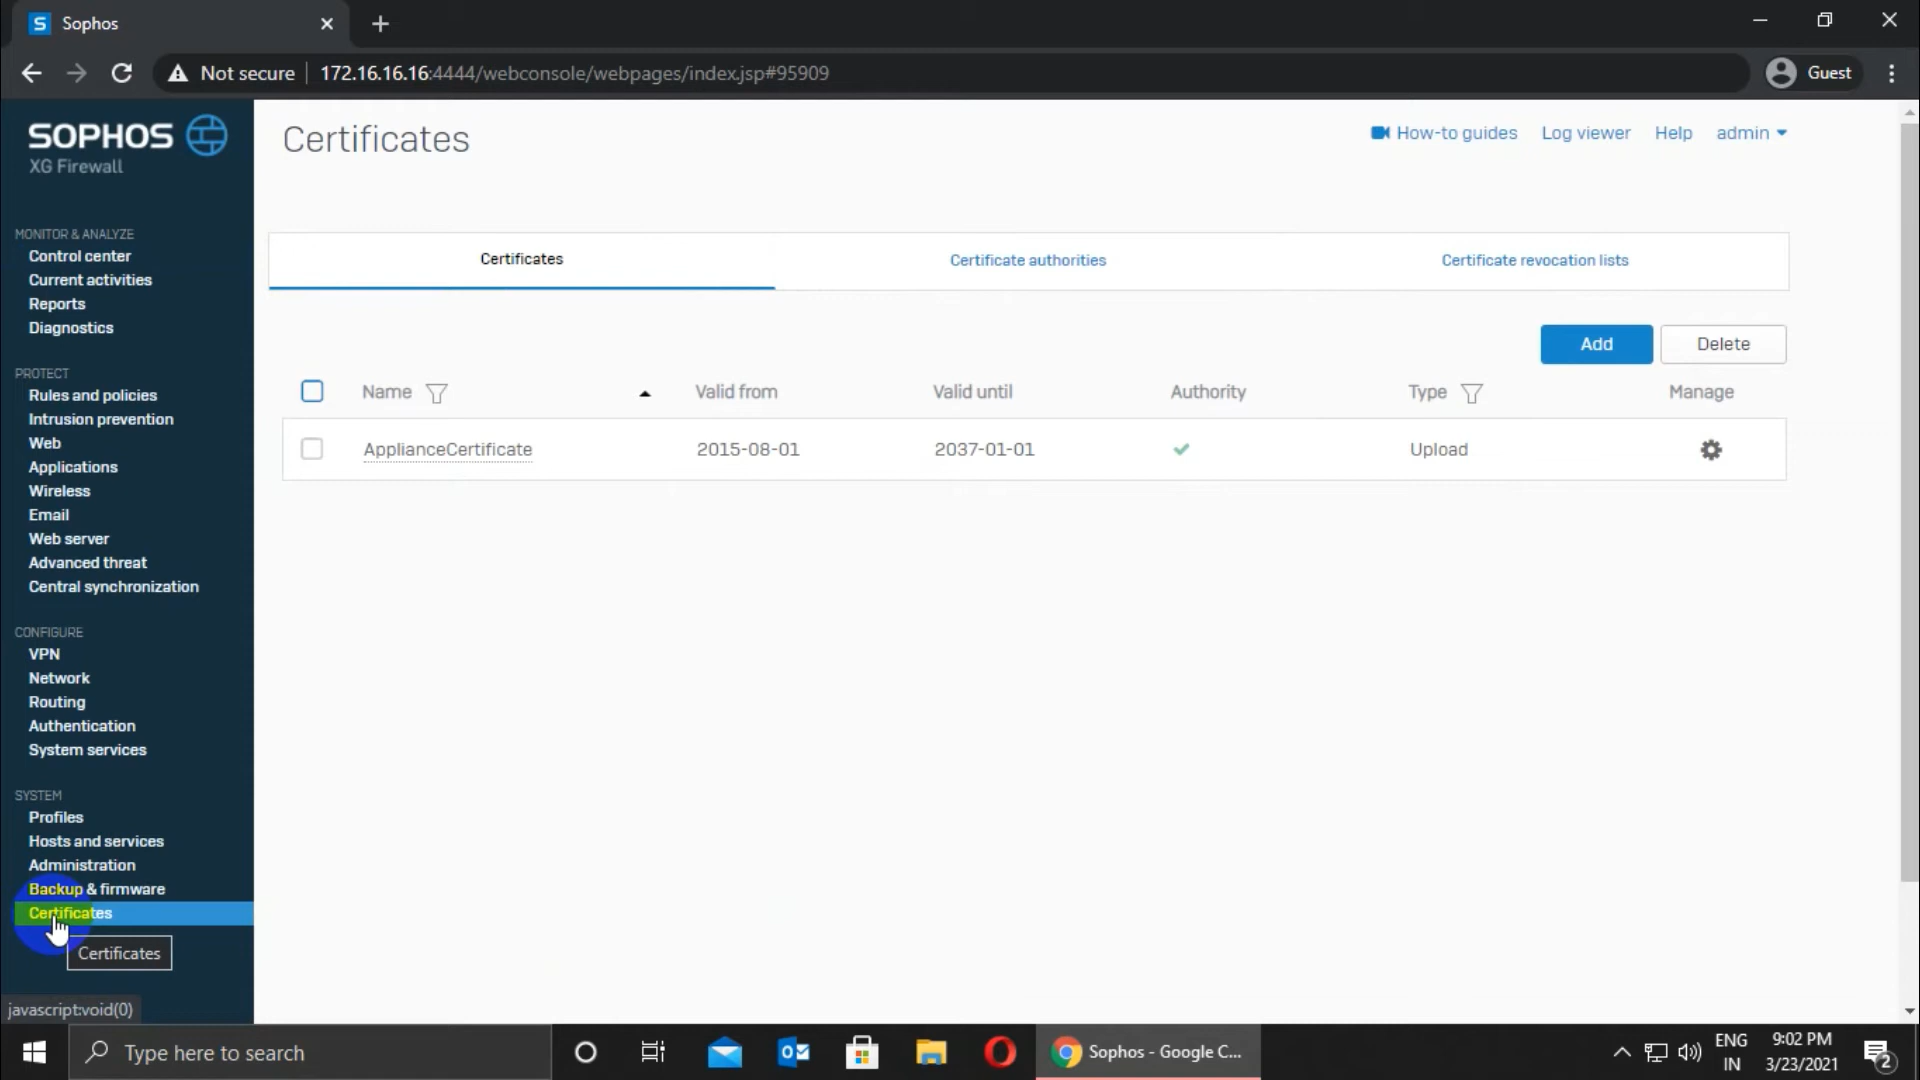 Sophos
Not secure 172.16.16.16:4444/webconsole/webpages/index.jsp#95909 Guest
SOPHOS
XG Firewall
Certificates
How-to guides Log viewer Help admin
MONITOR & ANALYZE
Control center
Current activities
Reports
Diagnostics
PROTECT
Rules and policies
Intrusion prevention
Web
Applications
Wireless
Email
Web server
Advanced threat
Central synchronization
CONFIGURE
VPN
Network
Routing
Authentication
System services
SYSTEM
Profiles
Hosts and services
Administration
Backup & firmware
Certificates
Certificates
javascript:void(0)
Certificates Certificate authorities Certificate revocation lists
Add Delete
Name Valid from Valid until Authority Type Manage
ApplianceCertificate 2015-08-01 2037-01-01 Upload
Type here to search
Sophos - Google C...
ENG
IN
9:02 PM
3/23/2021
2